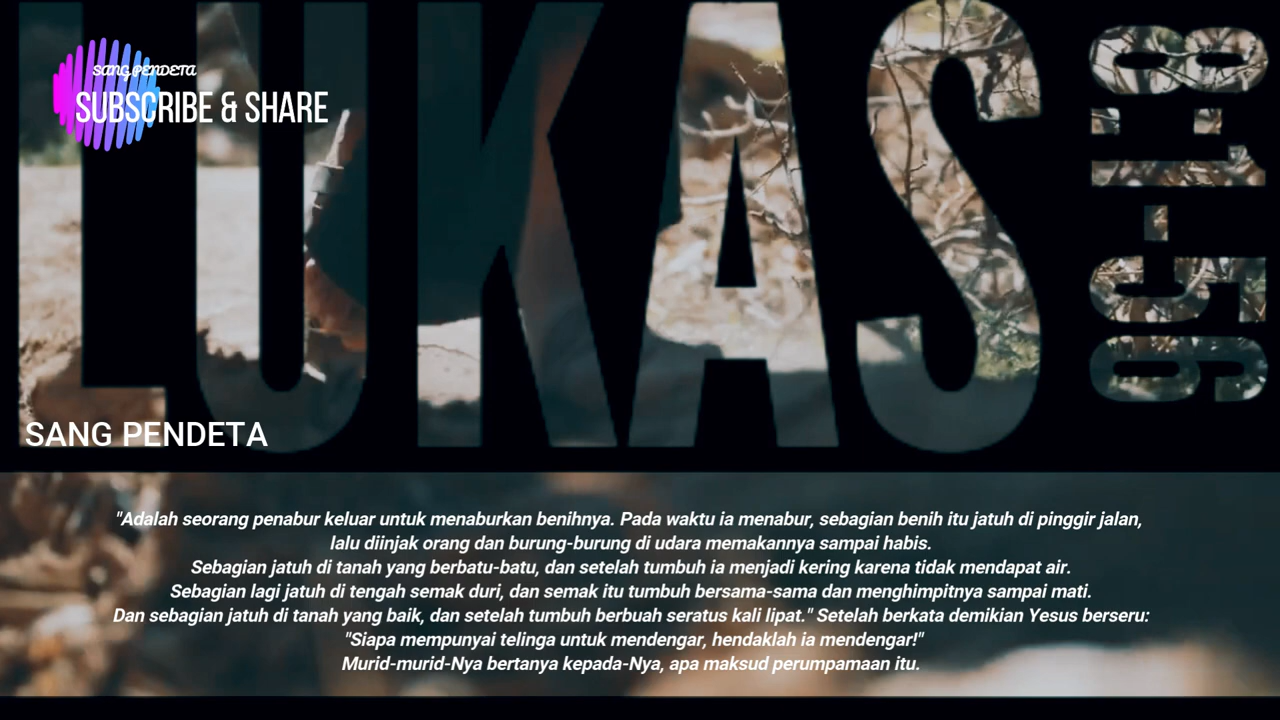 LUKAS
8:1-56
SANG PENDETA
SUBSCRIBE & SHARE
SANG PENDETA
"Adalah seorang penabur keluar untuk menaburkan benihnya. Pada waktu ia menabur, sebagian benih itu jatuh di pinggir jalan,
lalu diinjak orang dan burung-burung di udara memakannya sampai habis.
Sebagian jatuh di tanah yang berbatu-batu, dan setelah tumbuh ia menjadi kering karena tidak mendapat air.
Sebagian lagi jatuh di tengah semak duri, dan semak itu tumbuh bersama-sama dan menghimpitnya sampai mati.
Dan sebagian jatuh di tanah yang baik, dan setelah tumbuh berbuah seratus kali lipat." Setelah berkata demikian Yesus berseru:
"Siapa mempunyai telinga untuk mendengar, hendaklah ia mendengar!"
Murid-murid-Nya bertanya kepada-Nya, apa maksud perumpamaan itu.